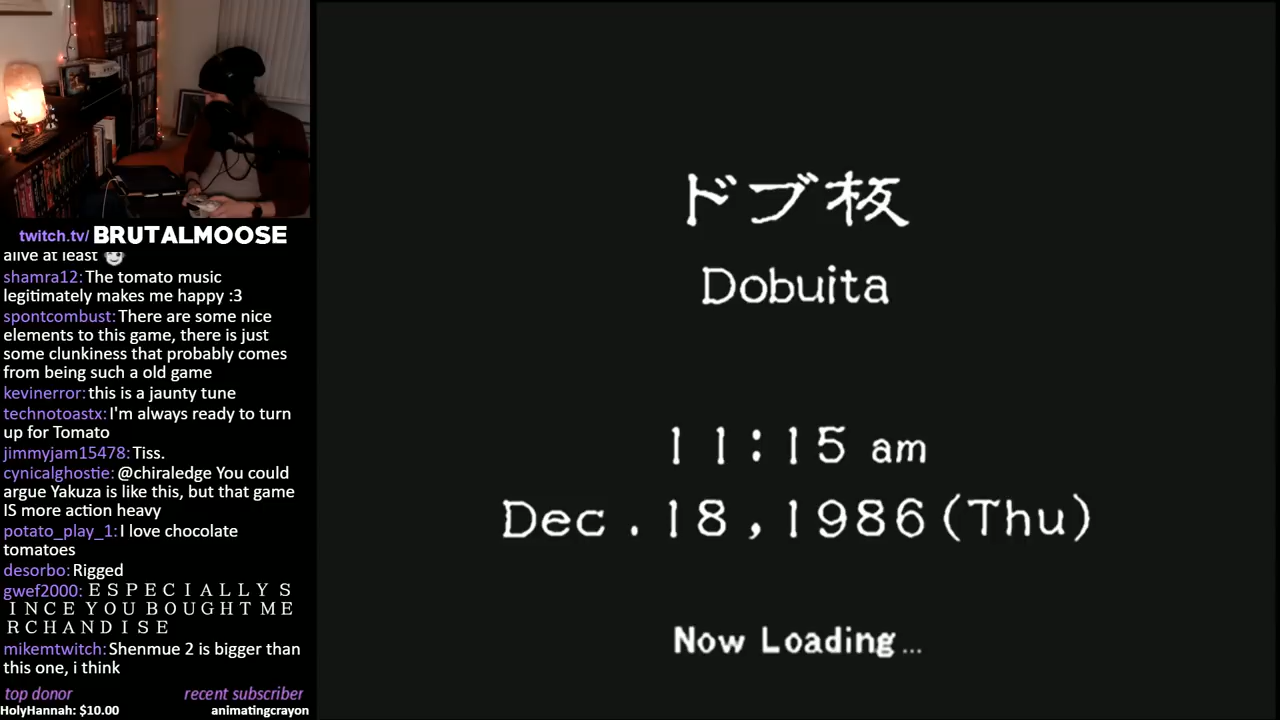 twitch.tv/ BRUTALMOOSE
alive at least
shamra12: The tomato music
legitimately makes me happy :3
spontcombust: There are some nice
elements to this game, there is just
some clunkiness that probably comes
from being such a old game
kevinerror: this is a jaunty tune
technotoastx: I'm always ready to turn
up for Tomato
jimmyjam15478: Tiss.
cynicalghostie: @chiraledge You could
argue Yakuza is like this, but that game
IS more action heavy
potato_play_1: I love chocolate
tomatoes
desorbo: Rigged
gwef2000: E S P E C I A L L Y S
I N C E Y O U B O U G H T M E
R C H A N D I S E
mikemtwitch: Shenmue 2 is bigger than
this one, i think
top donor recent subscriber
HolyHannah: $10.00 animatingcrayon
ドブ板
Dobuita
11:15 am
Dec.18,1986(Thu)
Now Loading...